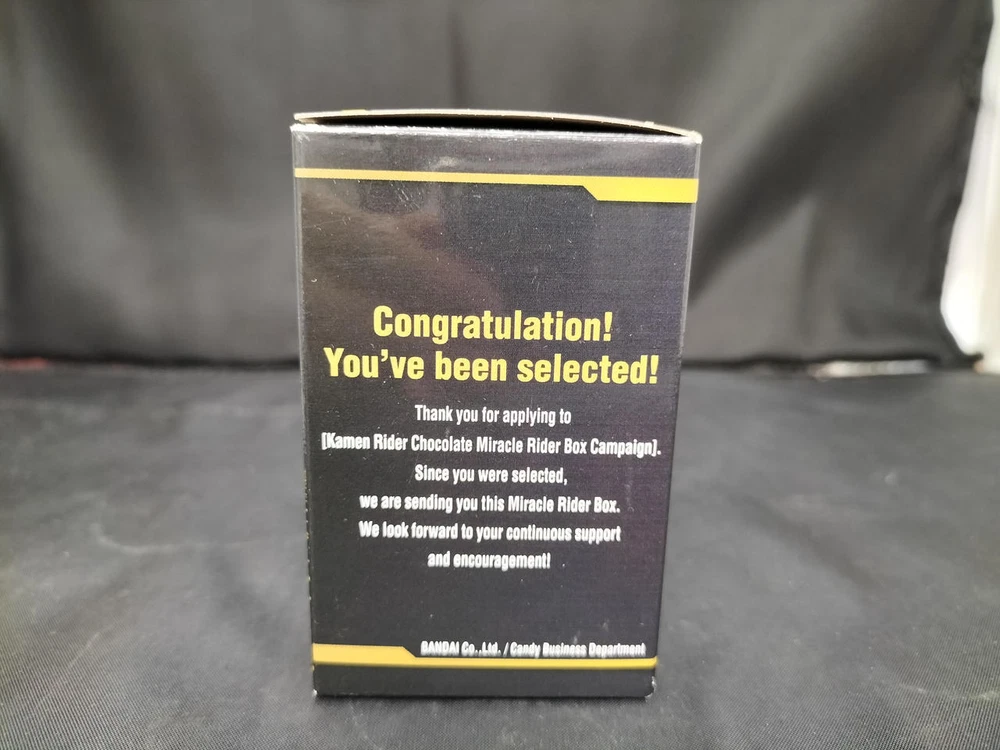 Congratulation!
You've been selected!
Thank you for applying to
[Kamen Rider Chocolate Miracle Rider Box Campaign].
Since you were selected,
we are sending you this Miracle Rider Box.
We look forward to your continuous support
and encouragement!
BANDAI Co.,Ltd. / Candy Business Department